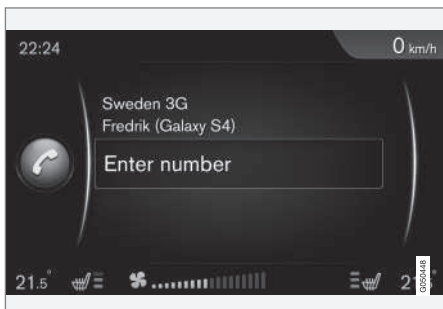 22:24
0 km/h
Sweden 3G
Fredrik (Galaxy S4)
Enter number
21.5°
G050448